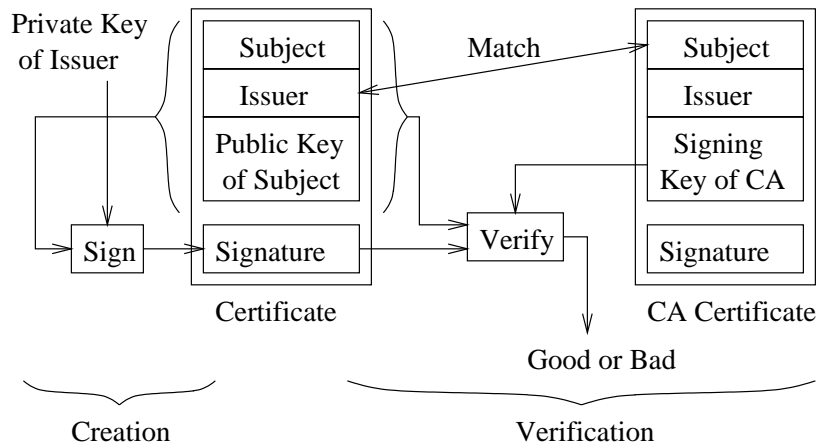 Private Key
of Issuer
Subject
Issuer
Public Key
of Subject
Signature
Certificate
Sign
Match
Verify
Good or Bad
Subject
Issuer
Signing
Key of CA
Signature
CA Certificate
Creation
Verification